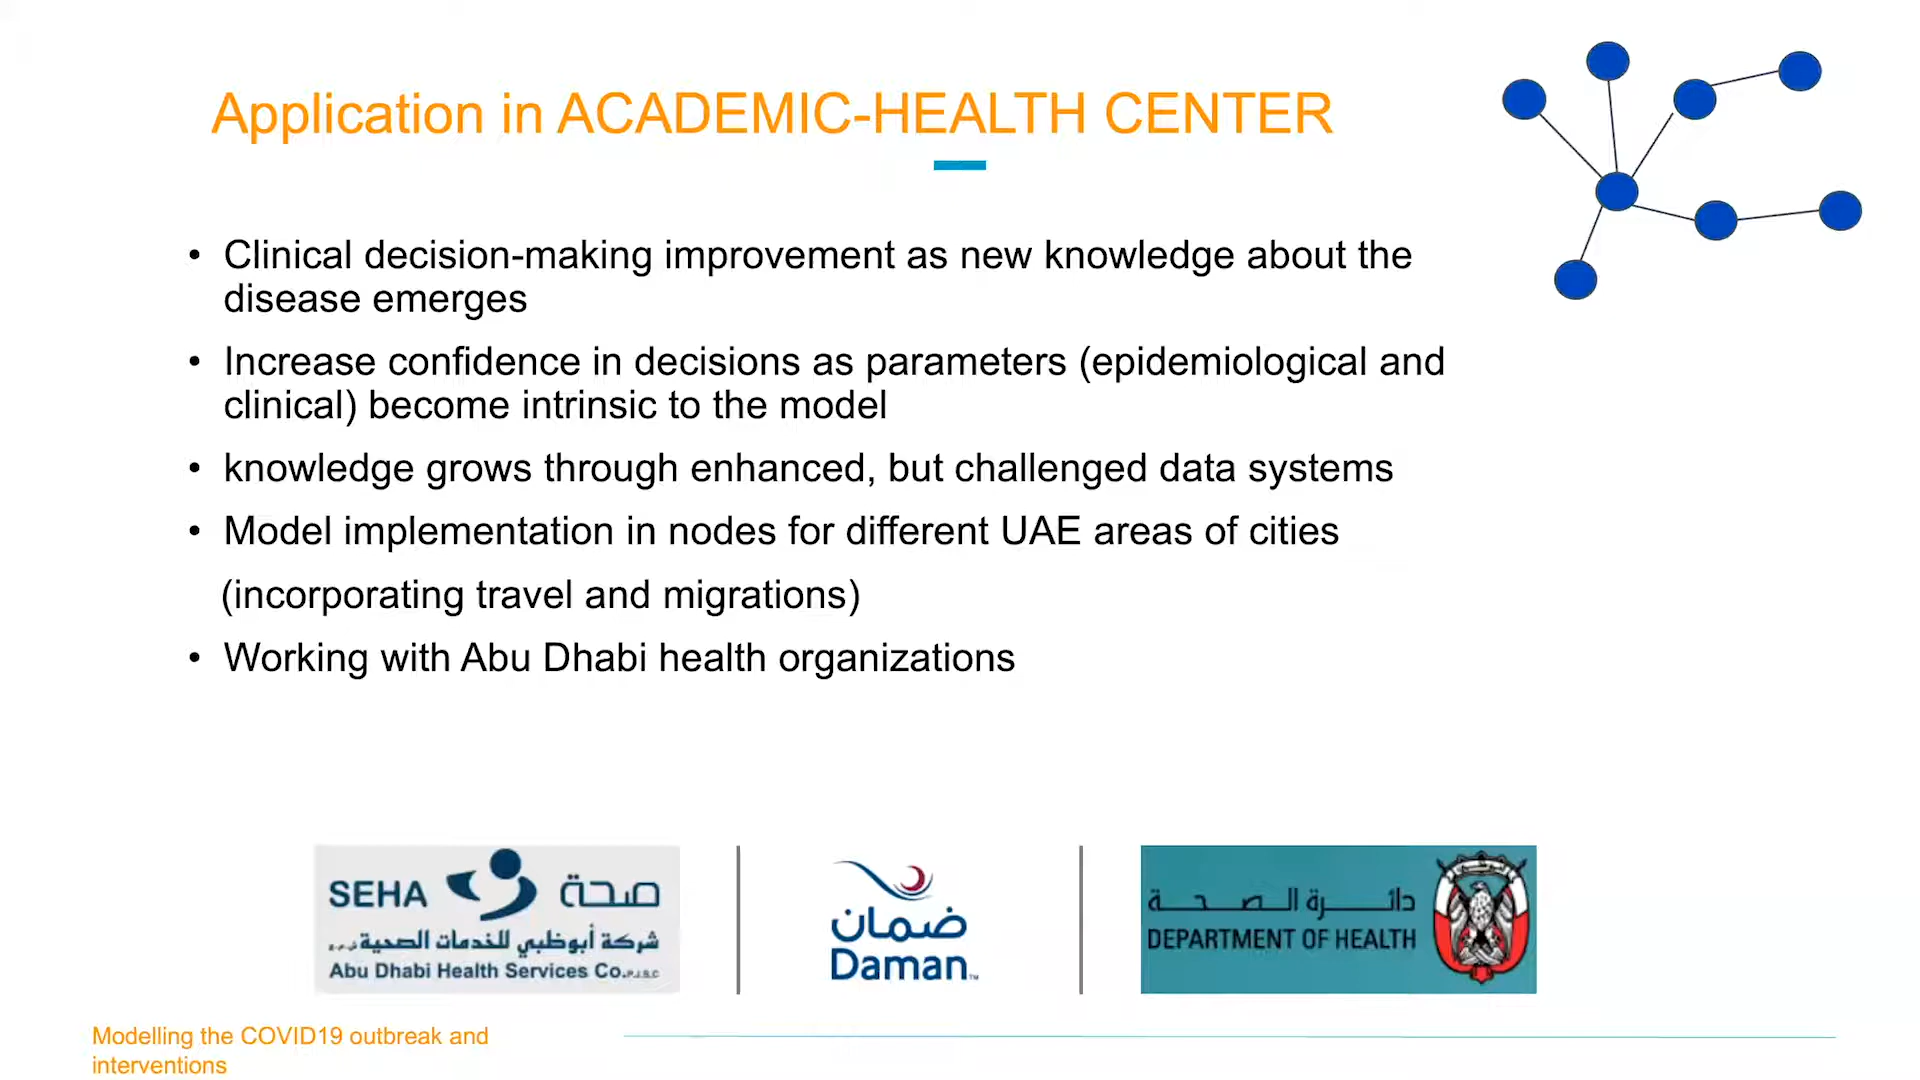 Application in ACADEMIC-HEALTH CENTER
• Clinical decision-making improvement as new knowledge about the
disease emerges
• Increase confidence in decisions as parameters (epidemiological and
clinical) become intrinsic to the model
• knowledge grows through enhanced, but challenged data systems
• Model implementation in nodes for different UAE areas of cities
(incorporating travel and migrations)
• Working with Abu Dhabi health organizations
SEHA صحة
شركة أبوظبي للخدمات الصحية ش.م.ع
Abu Dhabi Health Services Co. P.J.S.C
ضمان
Daman™
دائـــرة الـصـــحـــة
DEPARTMENT OF HEALTH
Modelling the COVID19 outbreak and
interventions